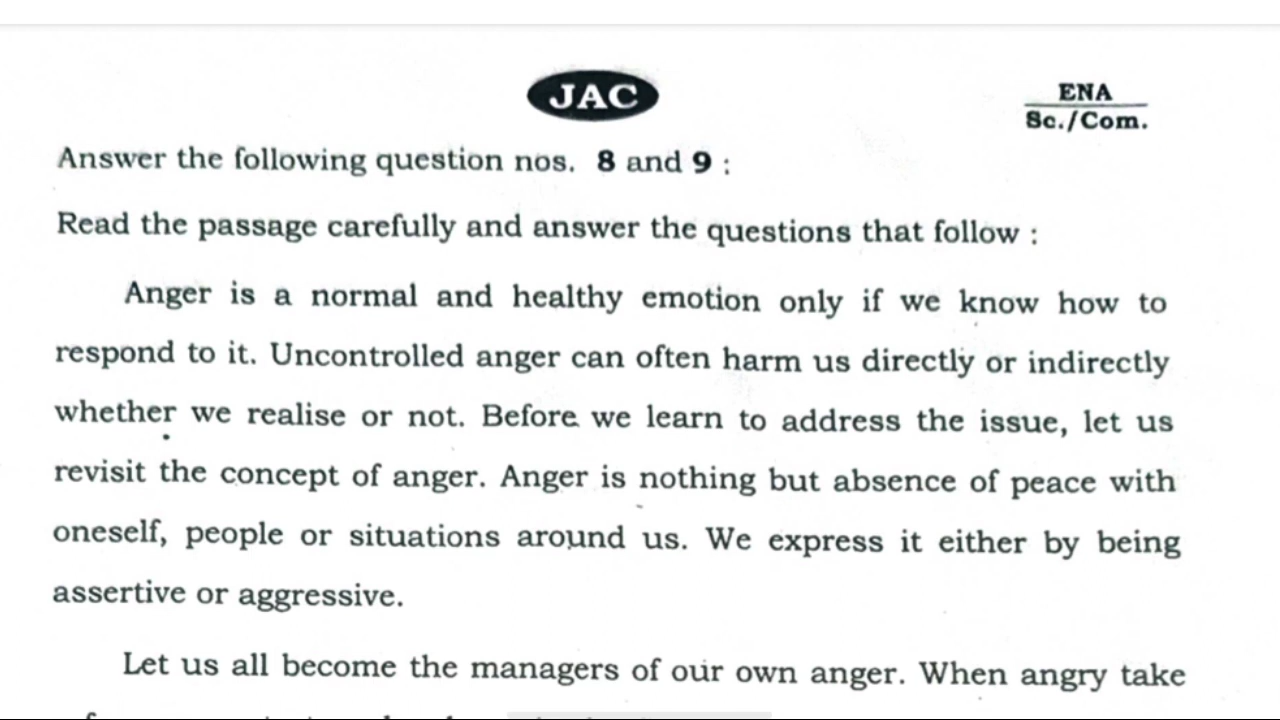 JAC
ENA
Sc./Com.
Answer the following question nos. 8 and 9 :
Read the passage carefully and answer the questions that follow :
Anger is a normal and healthy emotion only if we know how to
respond to it. Uncontrolled anger can often harm us directly or indirectly
whether we realise or not. Before we learn to address the issue, let us
revisit the concept of anger. Anger is nothing but absence of peace with
oneself, people or situations around us. We express it either by being
assertive or aggressive.
Let us all become the managers of our own anger. When angry take